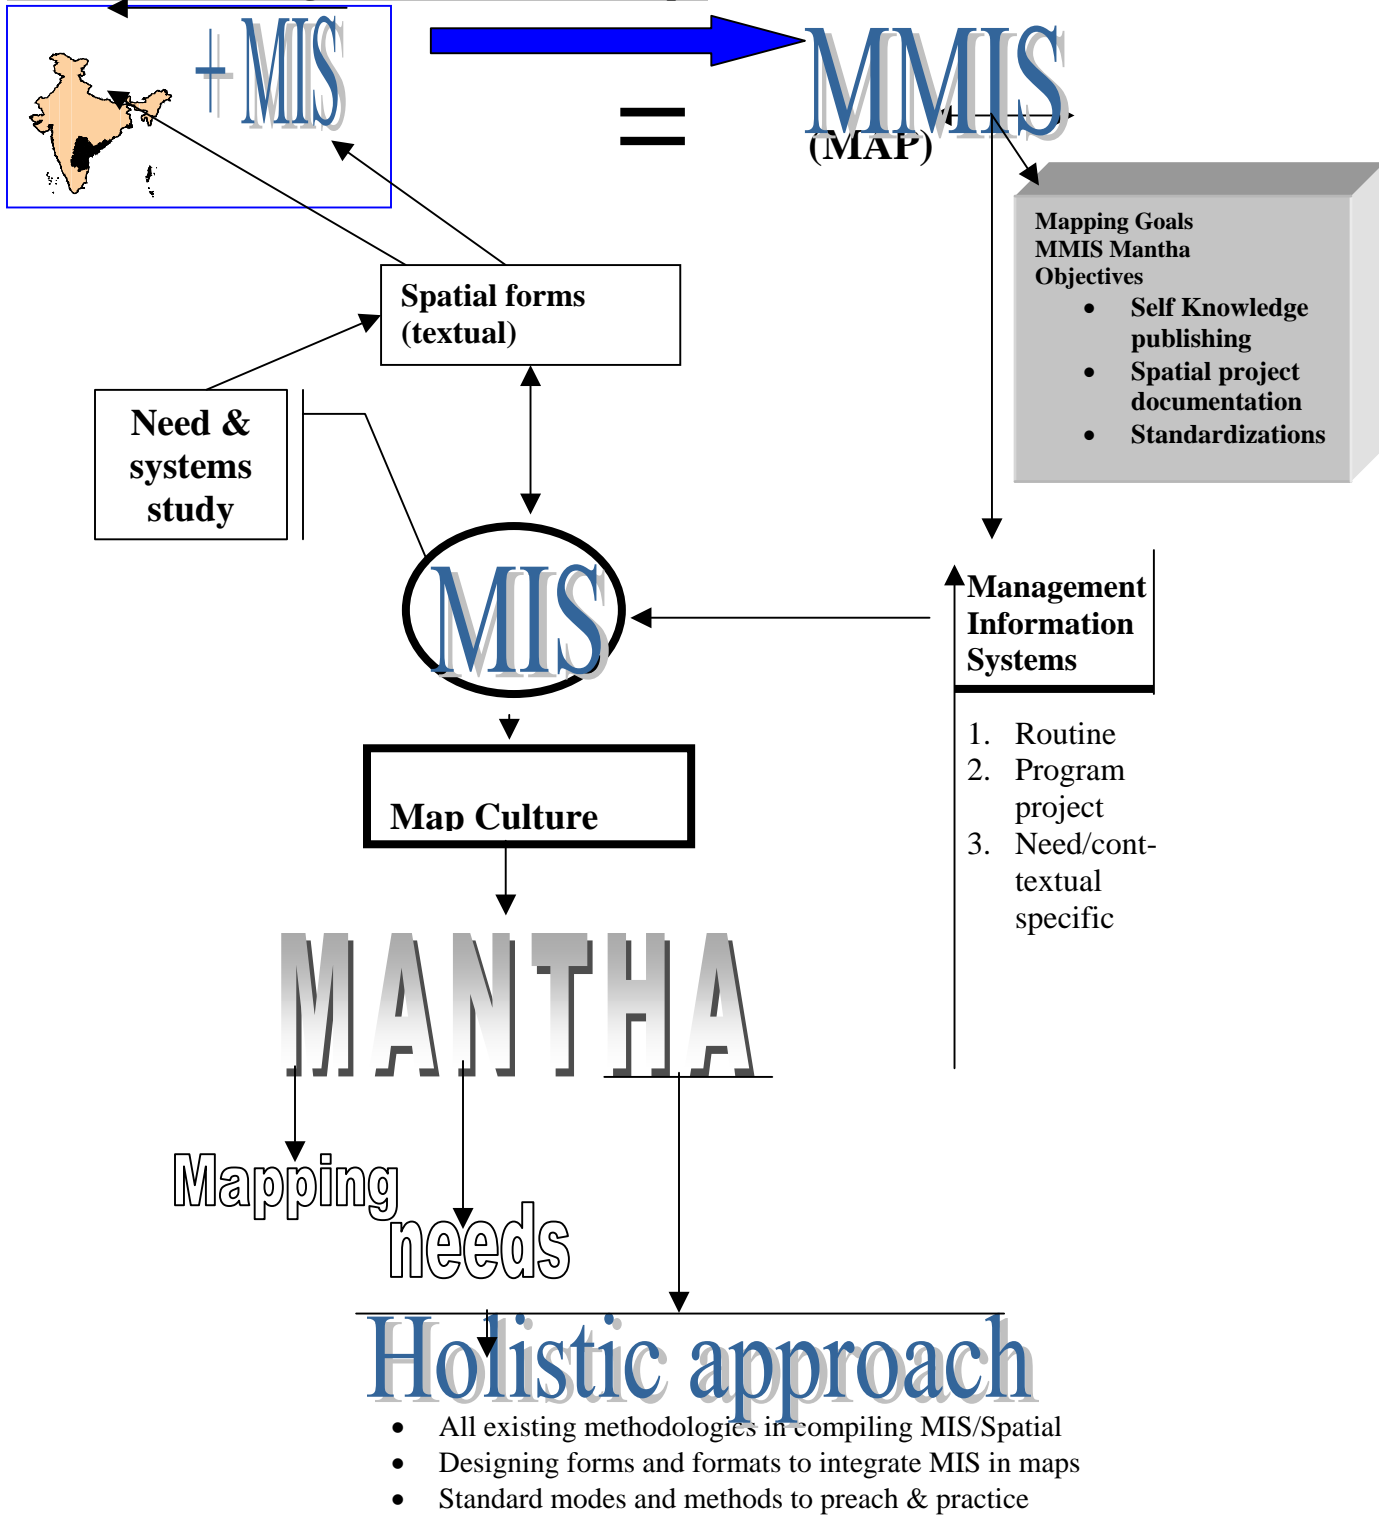 + MIS
=
MMIS
(MAP)
Mapping Goals
MMIS Mantha
Objectives
• Self Knowledge
publishing
• Spatial project
documentation
• Standardizations
Spatial forms
(textual)
Need &
systems
study
MIS
Management
Information
Systems
1. Routine
2. Program
project
3. Need/cont-
textual
specific
Map Culture
MANTHA
Mapping
needs
Holistic approach
• All existing methodologies in compiling MIS/Spatial
• Designing forms and formats to integrate MIS in maps
• Standard modes and methods to preach & practice